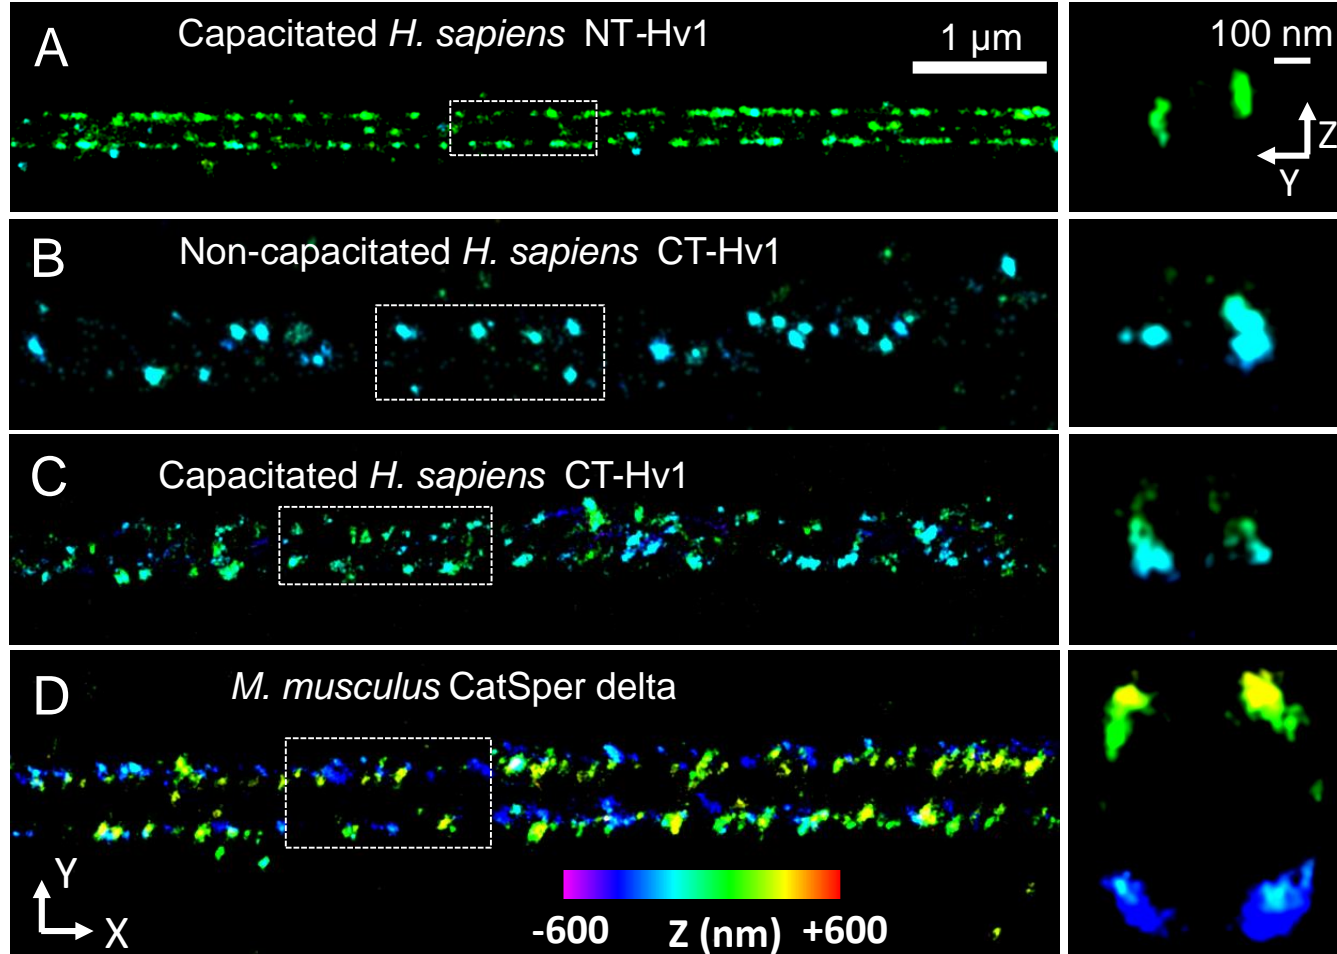 A
Capacitated H. sapiens NT-Hv1
1 µm
100 nm
Z
Y
B
Non-capacitated H. sapiens CT-Hv1
C
Capacitated H. sapiens CT-Hv1
D
M. musculus CatSper delta
Y
X
-600 Z (nm) +600